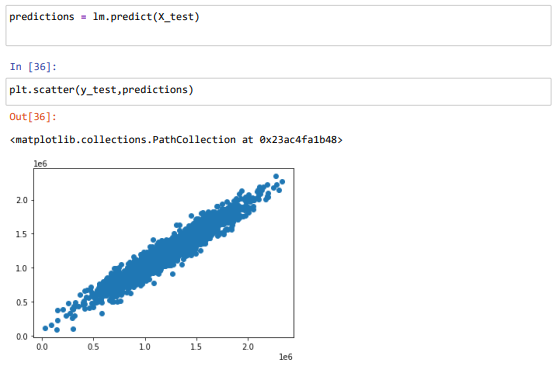 predictions = lm.predict(X_test)
In [36]:
plt.scatter(y_test,predictions)
Out[36]:
<matplotlib.collections.PathCollection at 0x23ac4fa1b48>
1e6
2.0
1.5
1.0
0.5
0.0
0.0 0.5 1.0 1.5 2.0
1e6